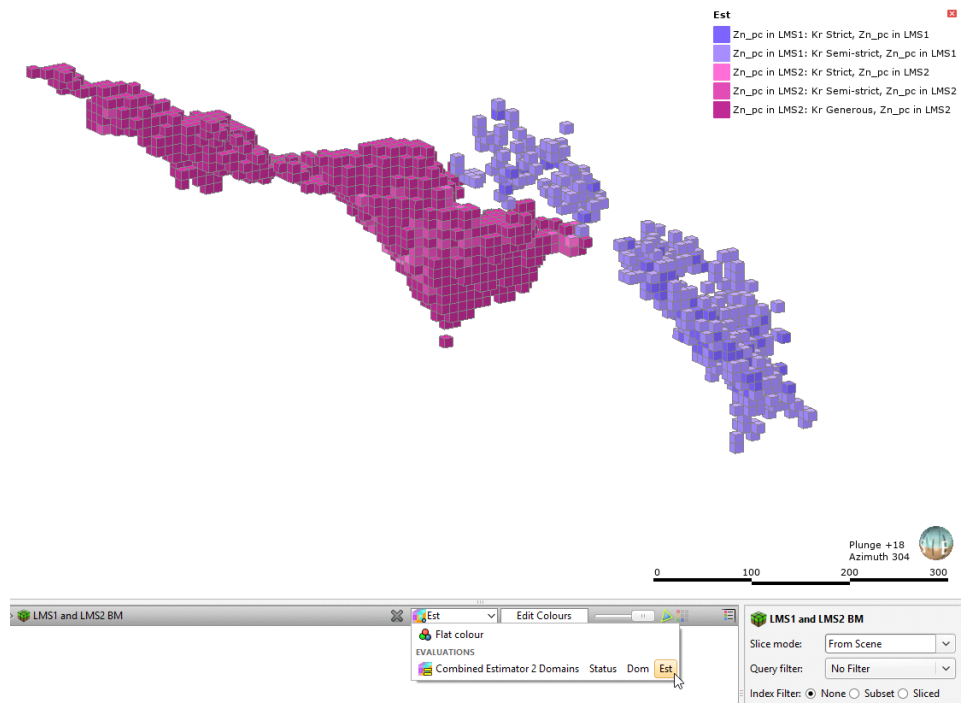 Est
Zn_pc in LMS1: Kr Strict, Zn_pc in LMS1
Zn_pc in LMS1: Kr Semi-strict, Zn_pc in LMS1
Zn_pc in LMS2: Kr Strict, Zn_pc in LMS2
Zn_pc in LMS2: Kr Semi-strict, Zn_pc in LMS2
Zn_pc in LMS2: Kr Generous, Zn_pc in LMS2
Plunge +18
Azimuth 304
0 100 200 300
LMS1 and LMS2 BM
Est
Edit Colours
Flat colour
EVALUATIONS
Combined Estimator 2 Domains Status Dom Est
LMS1 and LMS2 BM
Slice mode: From Scene
Query filter: No Filter
Index Filter: None Subset Sliced